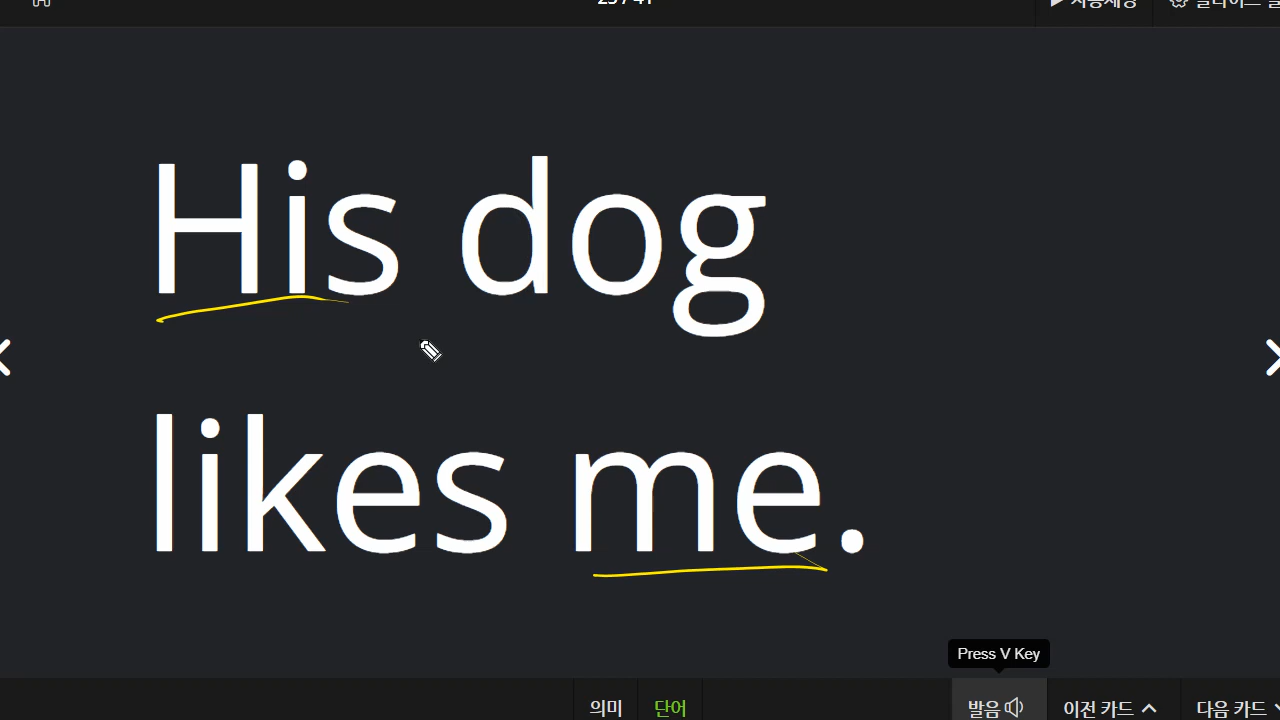 His dog
likes me.
Press V Key
의미 단어 발음 이전 카드 다음 카드